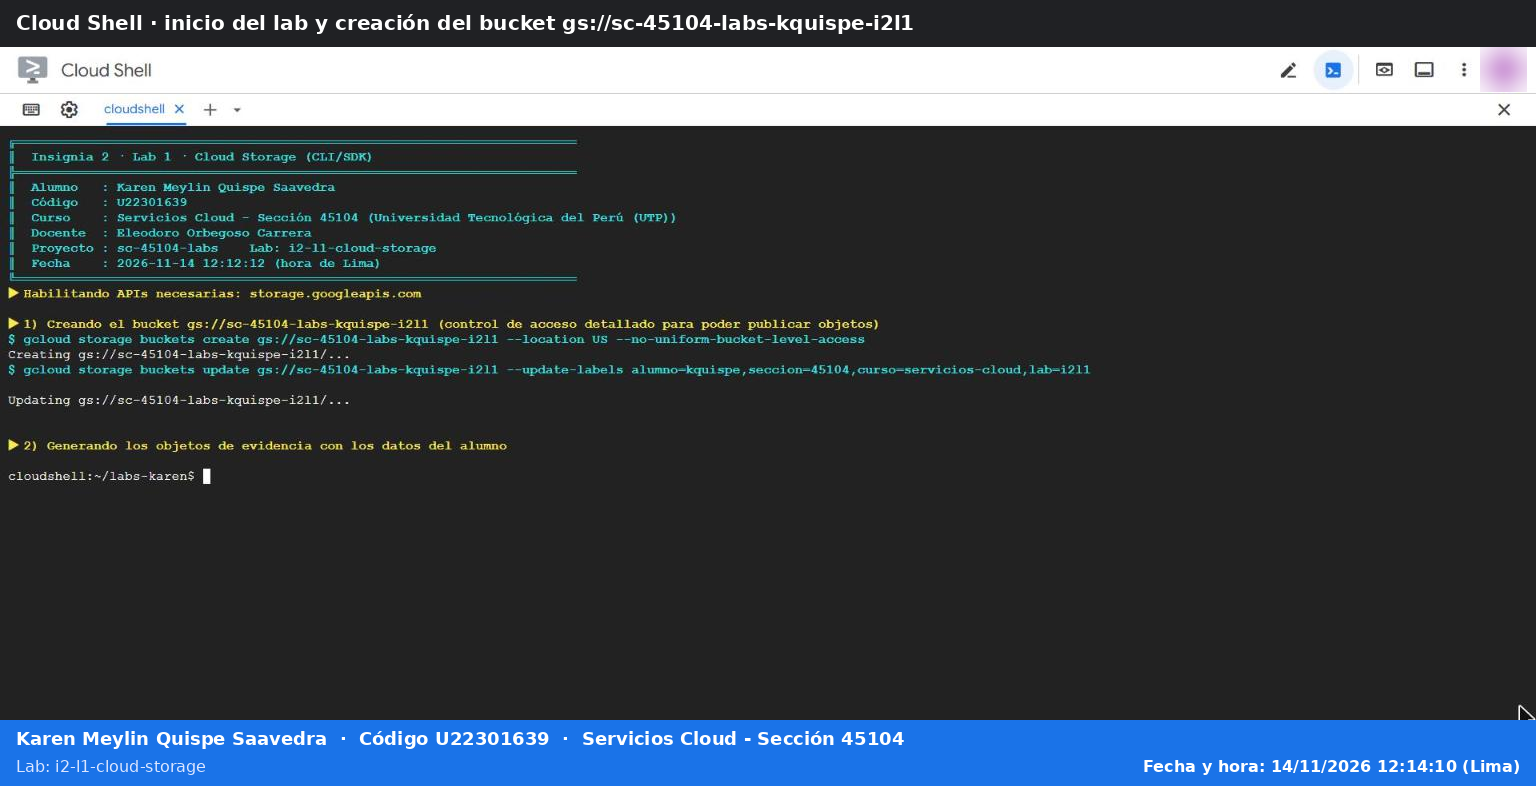 Cloud Shell · inicio del lab y creación del bucket gs://sc-45104-labs-kquispe-i2l1
Cloud Shell
cloudshell
Insignia 2 · Lab 1 · Cloud Storage (CLI/SDK)
Alumno : Karen Meylin Quispe Saavedra
Código : U22301639
Curso : Servicios Cloud - Sección 45104 (Universidad Tecnológica del Perú (UTP))
Docente : Eleodoro Orbegoso Carrera
Proyecto : sc-45104-labs Lab: i2-l1-cloud-storage
Fecha : 2026-11-14 12:12:12 (hora de Lima)
▶ Habilitando APIs necesarias: storage.googleapis.com
▶ 1) Creando el bucket gs://sc-45104-labs-kquispe-i2l1 (control de acceso detallado para poder publicar objetos)
$ gcloud storage buckets create gs://sc-45104-labs-kquispe-i2l1 --location US --no-uniform-bucket-level-access
Creating gs://sc-45104-labs-kquispe-i2l1/...
$ gcloud storage buckets update gs://sc-45104-labs-kquispe-i2l1 --update-labels alumno=kquispe,seccion=45104,curso=servicios-cloud,lab=i2l1
Updating gs://sc-45104-labs-kquispe-i2l1/...
▶ 2) Generando los objetos de evidencia con los datos del alumno
cloudshell:~/labs-karen$
Karen Meylin Quispe Saavedra · Código U22301639 · Servicios Cloud - Sección 45104
Lab: i2-l1-cloud-storage
Fecha y hora: 14/11/2026 12:14:10 (Lima)